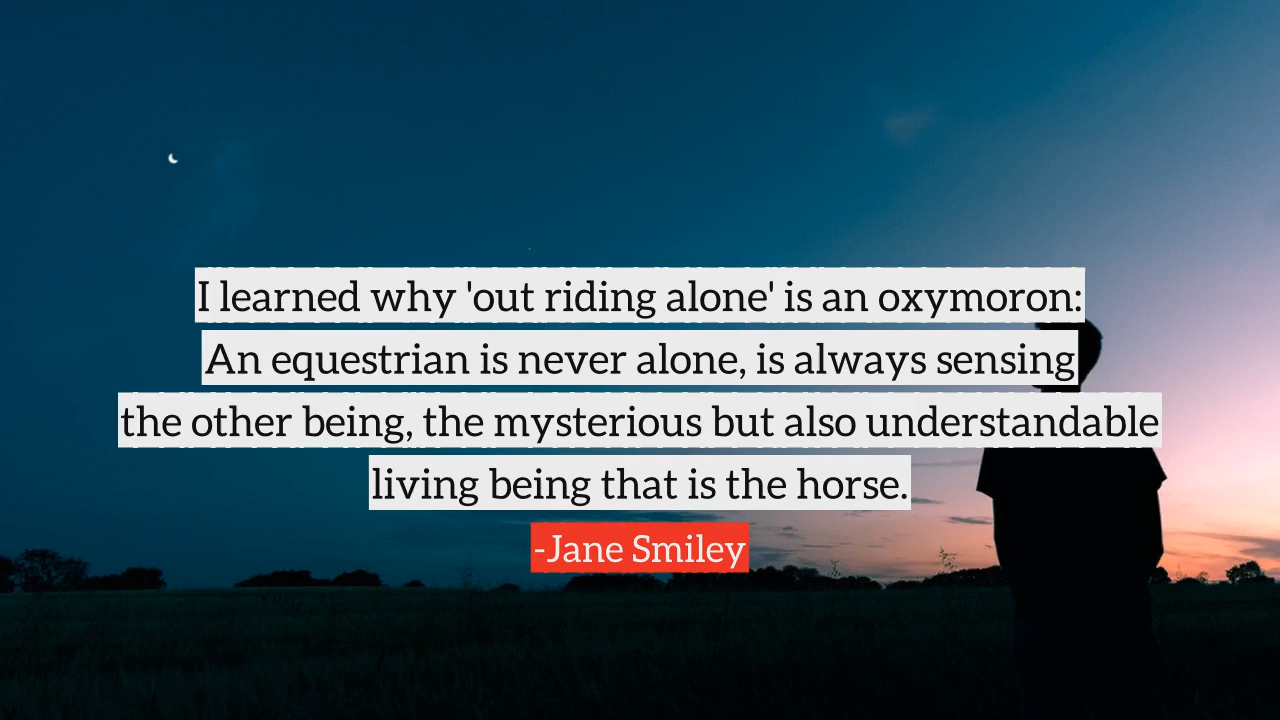 I learned why 'out riding alone' is an oxymoron:
An equestrian is never alone, is always sensing
the other being, the mysterious but also understandable
living being that is the horse.
-Jane Smiley